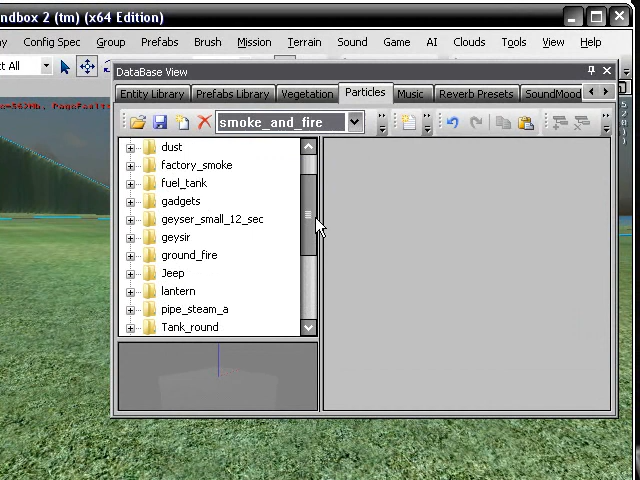 ndbox 2 (tm) (x64 Edition)
y Config Spec Group Prefabs Brush Mission Terrain Sound Game AI Clouds Tools View Help
t All
DataBase View
Entity Library Prefabs Library Vegetation Particles Music Reverb Presets SoundMood
smoke_and_fire
dust
factory_smoke
fuel_tank
gadgets
geyser_small_12_sec
geysir
ground_fire
Jeep
lantern
pipe_steam_a
Tank_round